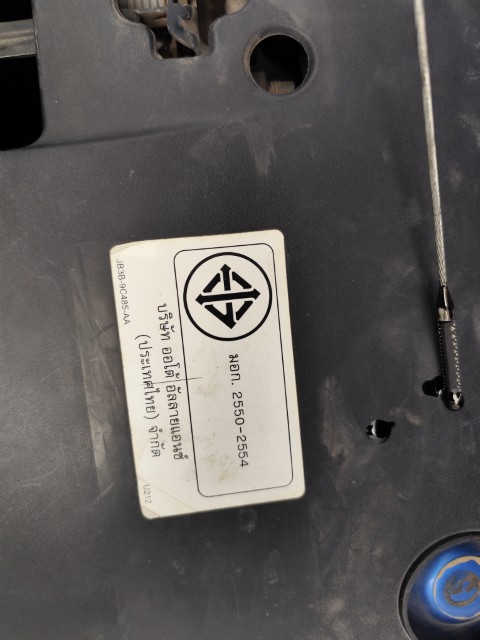 มอก. 2550-2554
บริษัท ออโต้ อัลลายแอนซ์
(ประเทศไทย) จำกัด
JB3B-9C485-AA
U212